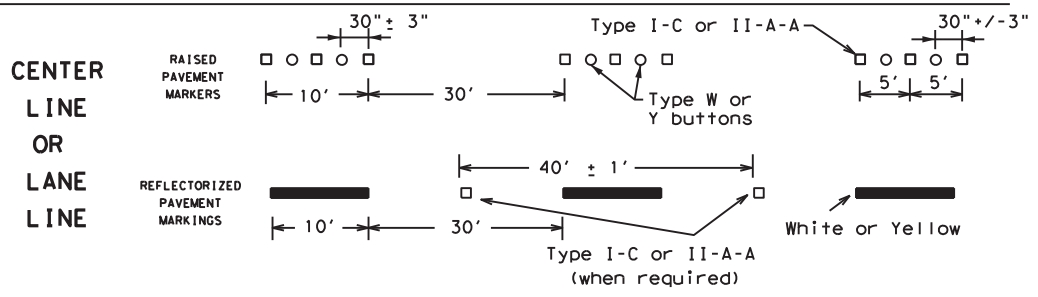 CENTER
LINE
OR
LANE
LINE
RAISED
PAVEMENT
MARKERS
30"± 3"
10'
30'
Type I-C or II-A-A
Type W or
Y buttons
30"+/-3"
5'
5'
REFLECTORIZED
PAVEMENT
MARKINGS
40' ± 1'
10'
30'
Type I-C or II-A-A
(when required)
White or Yellow